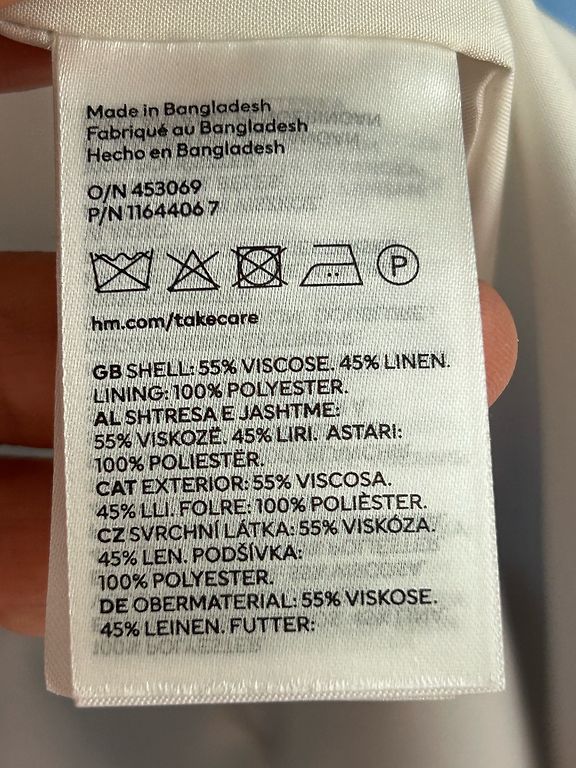 Made in Bangladesh
Fabriqué au Bangladesh
Hecho en Bangladesh
O/N 453069
P/N 1164406 7
P
hm.com/takecare
GB SHELL: 55% VISCOSE. 45% LINEN.
LINING: 100% POLYESTER.
AL SHTRESA E JASHTME:
55% VISKOZË. 45% LIRI. ASTARI:
100% POLIESTËR.
CAT EXTERIOR: 55% VISCOSA.
45% LLI. FOLRE: 100% POLIÈSTER.
CZ SVRCHNÍ LÁTKA: 55% VISKÓZA.
45% LEN. PODŠÍVKA:
100% POLYESTER.
DE OBERMATERIAL: 55% VISKOSE.
45% LEINEN. FUTTER: